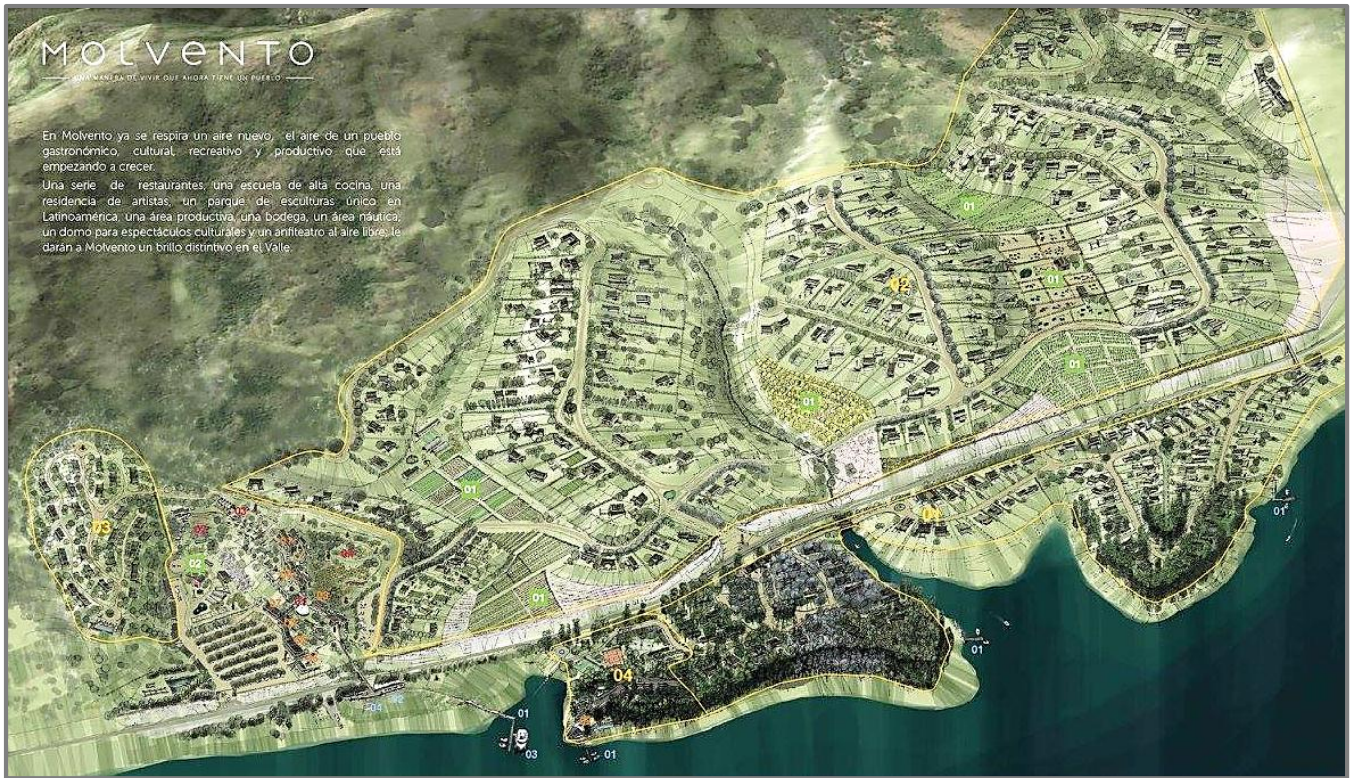 MOLVENTO
UNA MANERA DE VIVIR QUE AHORA TIENE UN PUEBLO
En Molvento ya se respira un aire nuevo, el aire de un pueblo
gastronómico, cultural, recreativo y productivo que está
empezando a crecer.
Una serie de restaurantes, una escuela de alta cocina, una
residencia de artistas, un parque de esculturas único en
Latinoamérica, una área productiva, una bodega, un área náutica,
un domo para espectáculos culturales y un anfiteatro al aire libre, le
darán a Molvento un brillo distintivo en el Valle.
01
01
02
01
01
01
01
01
03
02
01
01
04
01
04
01
03
01